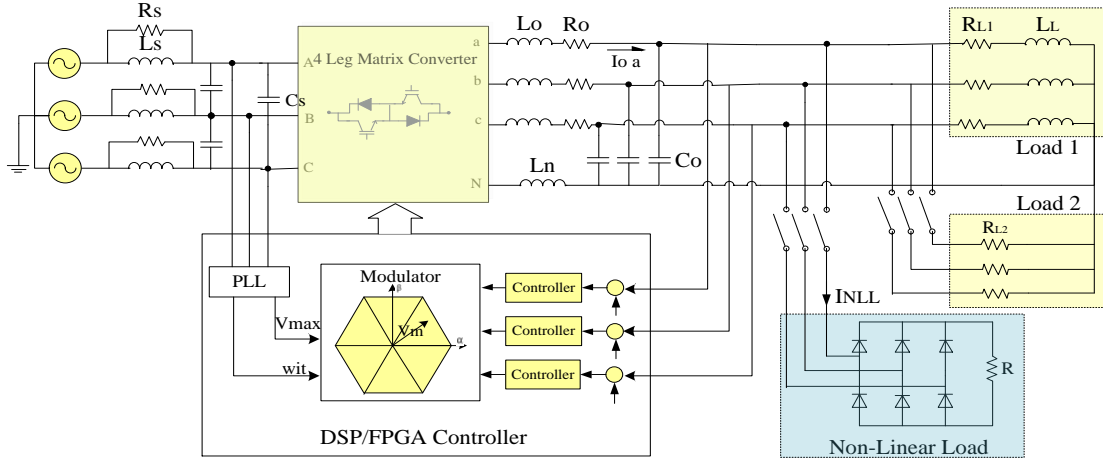 Rs
Ls
Cs
A
B
C
4 Leg Matrix Converter
a
b
c
N
Lo
Ro
Io a
Ln
Co
RL1
LL
Load 1
Load 2
RL2
PLL
Vmax
wit
Modulator
β
α
Vm
Controller
Controller
Controller
DSP/FPGA Controller
INLL
R
Non-Linear Load